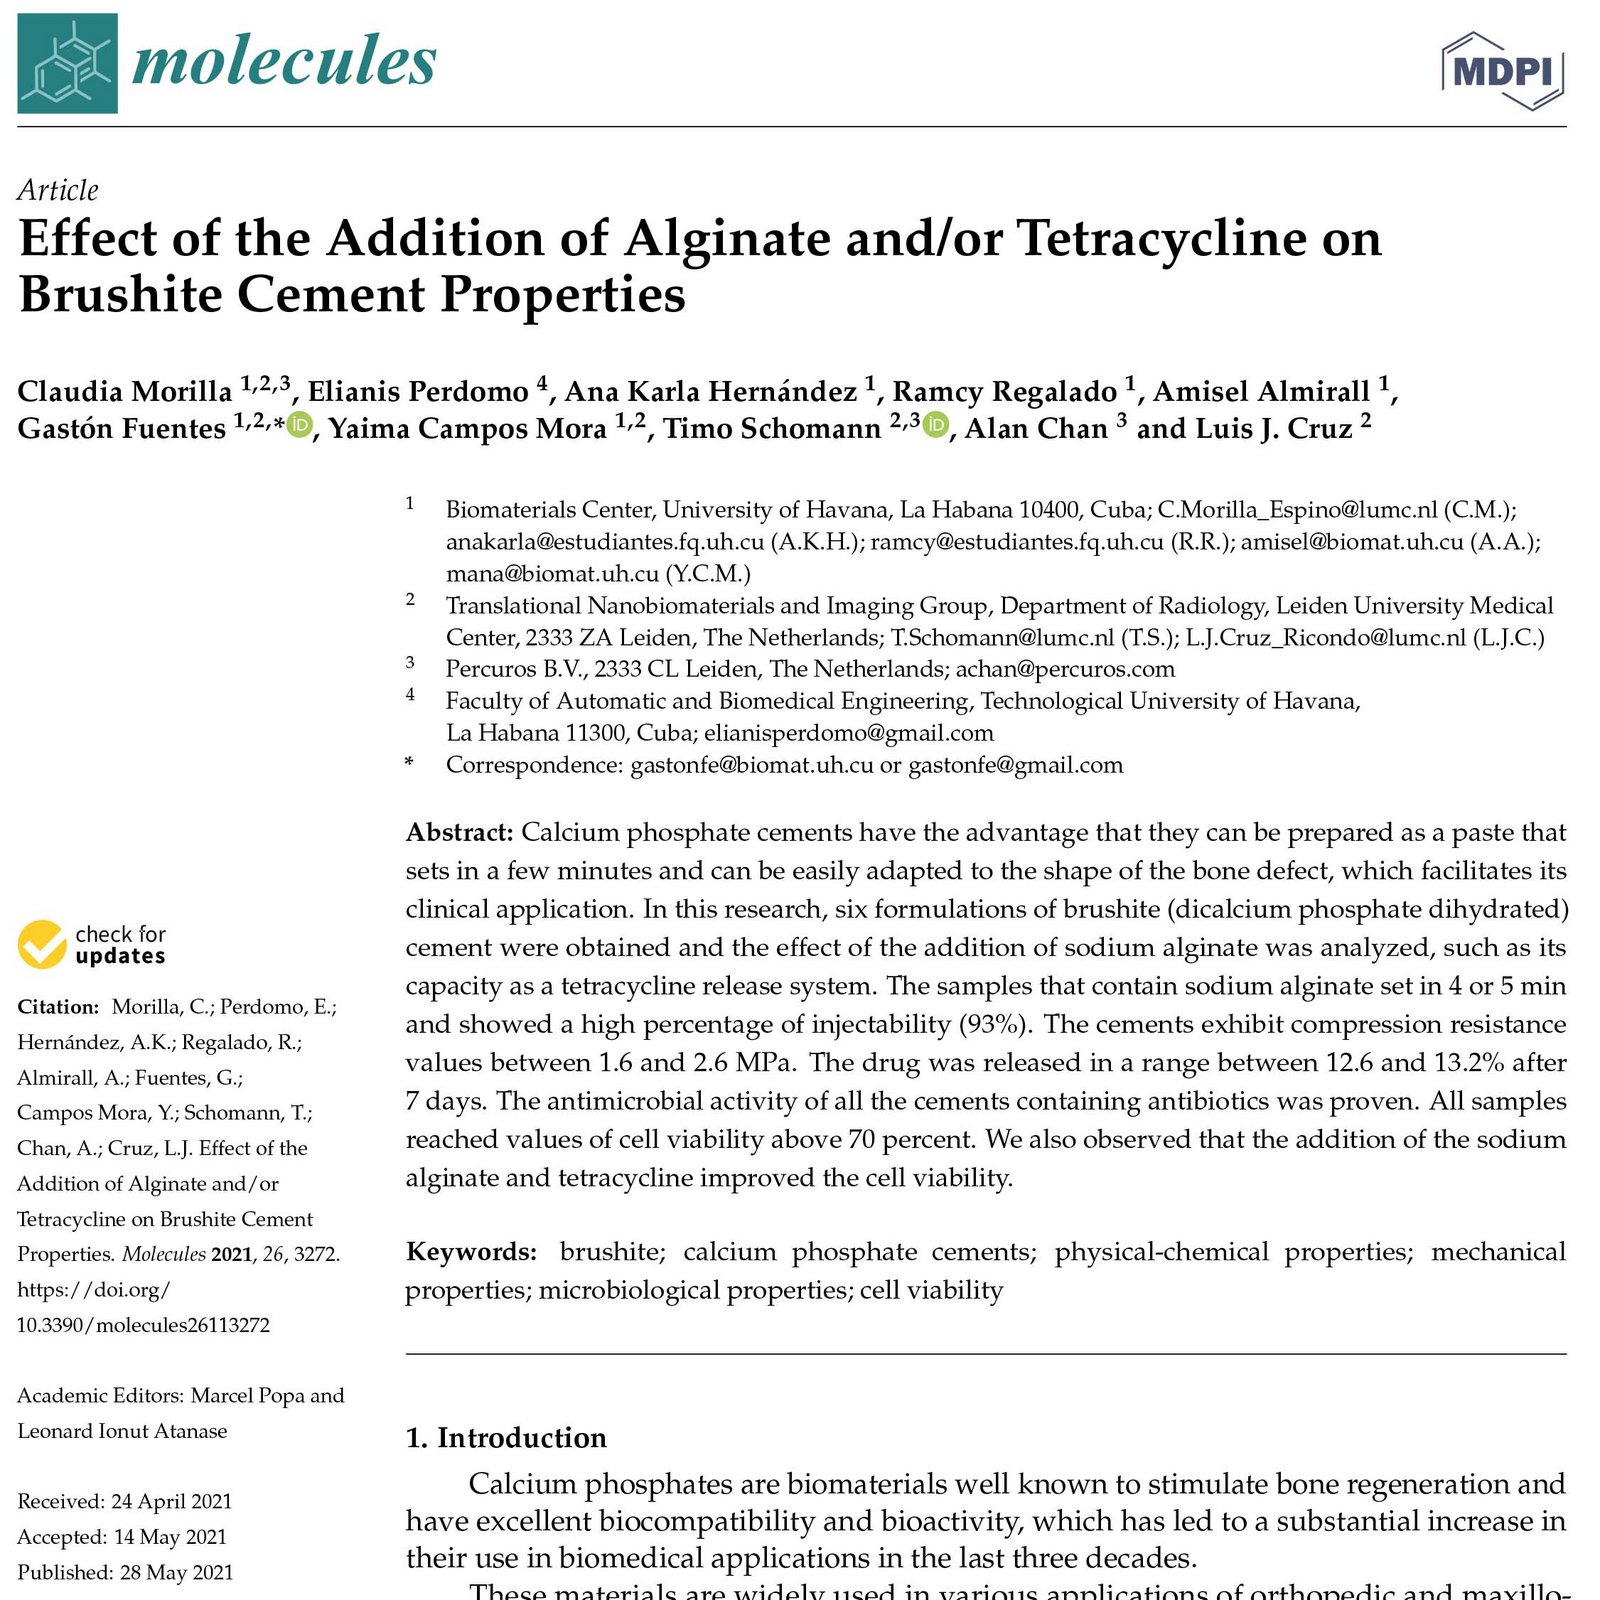 molecules
MDPI
Article
Effect of the Addition of Alginate and/or Tetracycline on
Brushite Cement Properties
Claudia Morilla 1,2,3, Elianis Perdomo 4, Ana Karla Hernández 1, Ramcy Regalado 1, Amisel Almirall 1,
Gastón Fuentes 1,2,* iD, Yaima Campos Mora 1,2, Timo Schomann 2,3 iD, Alan Chan 3 and Luis J. Cruz 2
1 Biomaterials Center, University of Havana, La Habana 10400, Cuba; C.Morilla_Espino@lumc.nl (C.M.);
anakarla@estudiantes.fq.uh.cu (A.K.H.); ramcy@estudiantes.fq.uh.cu (R.R.); amisel@biomat.uh.cu (A.A.);
mana@biomat.uh.cu (Y.C.M.)
2 Translational Nanobiomaterials and Imaging Group, Department of Radiology, Leiden University Medical
Center, 2333 ZA Leiden, The Netherlands; T.Schomann@lumc.nl (T.S.); L.J.Cruz_Ricondo@lumc.nl (L.J.C.)
3 Percuros B.V., 2333 CL Leiden, The Netherlands; achan@percuros.com
4 Faculty of Automatic and Biomedical Engineering, Technological University of Havana,
La Habana 11300, Cuba; elianisperdomo@gmail.com
* Correspondence: gastonfe@biomat.uh.cu or gastonfe@gmail.com
Abstract: Calcium phosphate cements have the advantage that they can be prepared as a paste that
sets in a few minutes and can be easily adapted to the shape of the bone defect, which facilitates its
clinical application. In this research, six formulations of brushite (dicalcium phosphate dihydrated)
cement were obtained and the effect of the addition of sodium alginate was analyzed, such as its
capacity as a tetracycline release system. The samples that contain sodium alginate set in 4 or 5 min
and showed a high percentage of injectability (93%). The cements exhibit compression resistance
values between 1.6 and 2.6 MPa. The drug was released in a range between 12.6 and 13.2% after
7 days. The antimicrobial activity of all the cements containing antibiotics was proven. All samples
reached values of cell viability above 70 percent. We also observed that the addition of the sodium
alginate and tetracycline improved the cell viability.
Keywords: brushite; calcium phosphate cements; physical-chemical properties; mechanical
properties; microbiological properties; cell viability
check for
updates
Citation: Morilla, C.; Perdomo, E.;
Hernández, A.K.; Regalado, R.;
Almirall, A.; Fuentes, G.;
Campos Mora, Y.; Schomann, T.;
Chan, A.; Cruz, L.J. Effect of the
Addition of Alginate and/or
Tetracycline on Brushite Cement
Properties. Molecules 2021, 26, 3272.
https://doi.org/
10.3390/molecules26113272
Academic Editors: Marcel Popa and
Leonard Ionut Atanase
Received: 24 April 2021
Accepted: 14 May 2021
Published: 28 May 2021
1. Introduction
Calcium phosphates are biomaterials well known to stimulate bone regeneration and
have excellent biocompatibility and bioactivity, which has led to a substantial increase in
their use in biomedical applications in the last three decades.
These materials are widely used in various applications of orthopedic and maxillo-